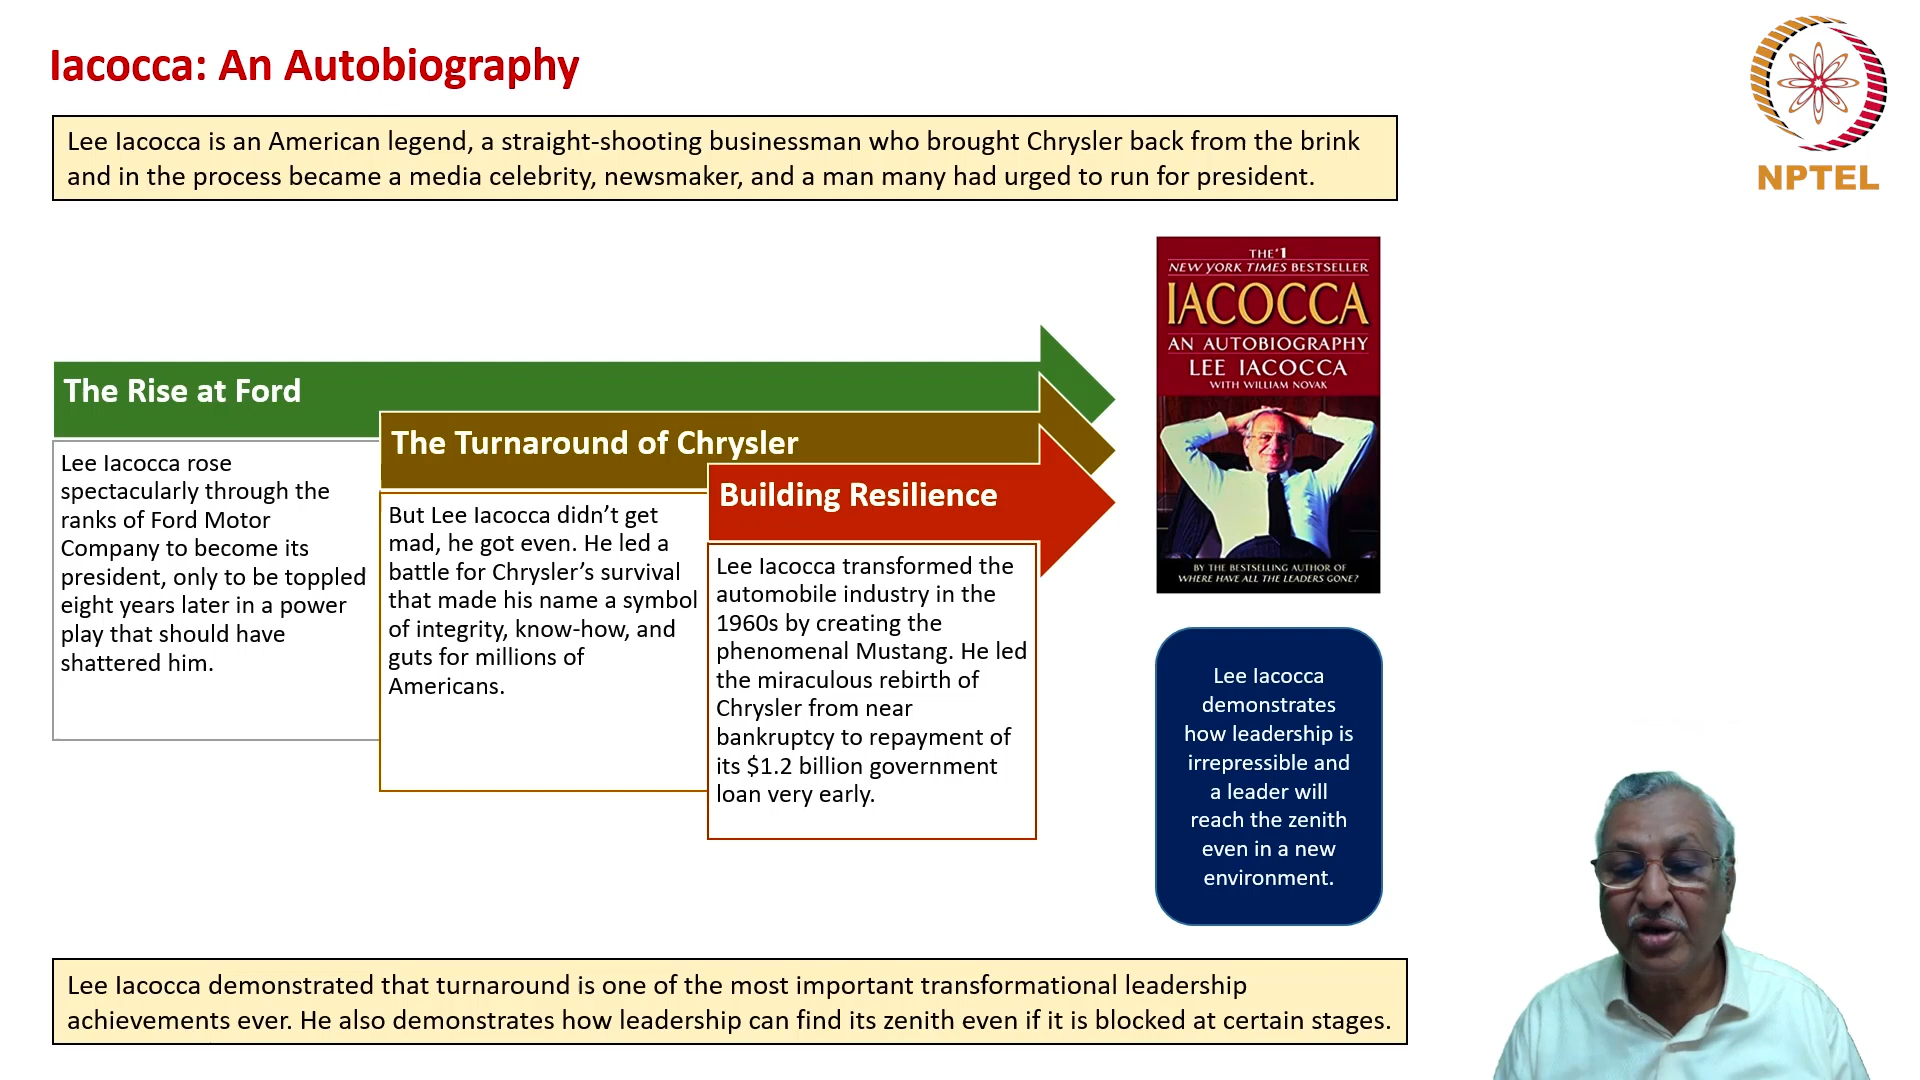 Iacocca: An Autobiography
Lee Iacocca is an American legend, a straight-shooting businessman who brought Chrysler back from the brink
and in the process became a media celebrity, newsmaker, and a man many had urged to run for president.
NPTEL
The Rise at Ford
Lee Iacocca rose
spectacularly through the
ranks of Ford Motor
Company to become its
president, only to be toppled
eight years later in a power
play that should have
shattered him.
The Turnaround of Chrysler
But Lee Iacocca didn’t get
mad, he got even. He led a
battle for Chrysler’s survival
that made his name a symbol
of integrity, know-how, and
guts for millions of
Americans.
Building Resilience
Lee Iacocca transformed the
automobile industry in the
1960s by creating the
phenomenal Mustang. He led
the miraculous rebirth of
Chrysler from near
bankruptcy to repayment of
its $1.2 billion government
loan very early.
THE #1
NEW YORK TIMES BESTSELLER
IACOCCA
AN AUTOBIOGRAPHY
LEE IACOCCA
WITH WILLIAM NOVAK
BY THE BESTSELLING AUTHOR OF
WHERE HAVE ALL THE LEADERS GONE?
Lee Iacocca
demonstrates
how leadership is
irrepressible and
a leader will
reach the zenith
even in a new
environment.
Lee Iacocca demonstrated that turnaround is one of the most important transformational leadership
achievements ever. He also demonstrates how leadership can find its zenith even if it is blocked at certain stages.